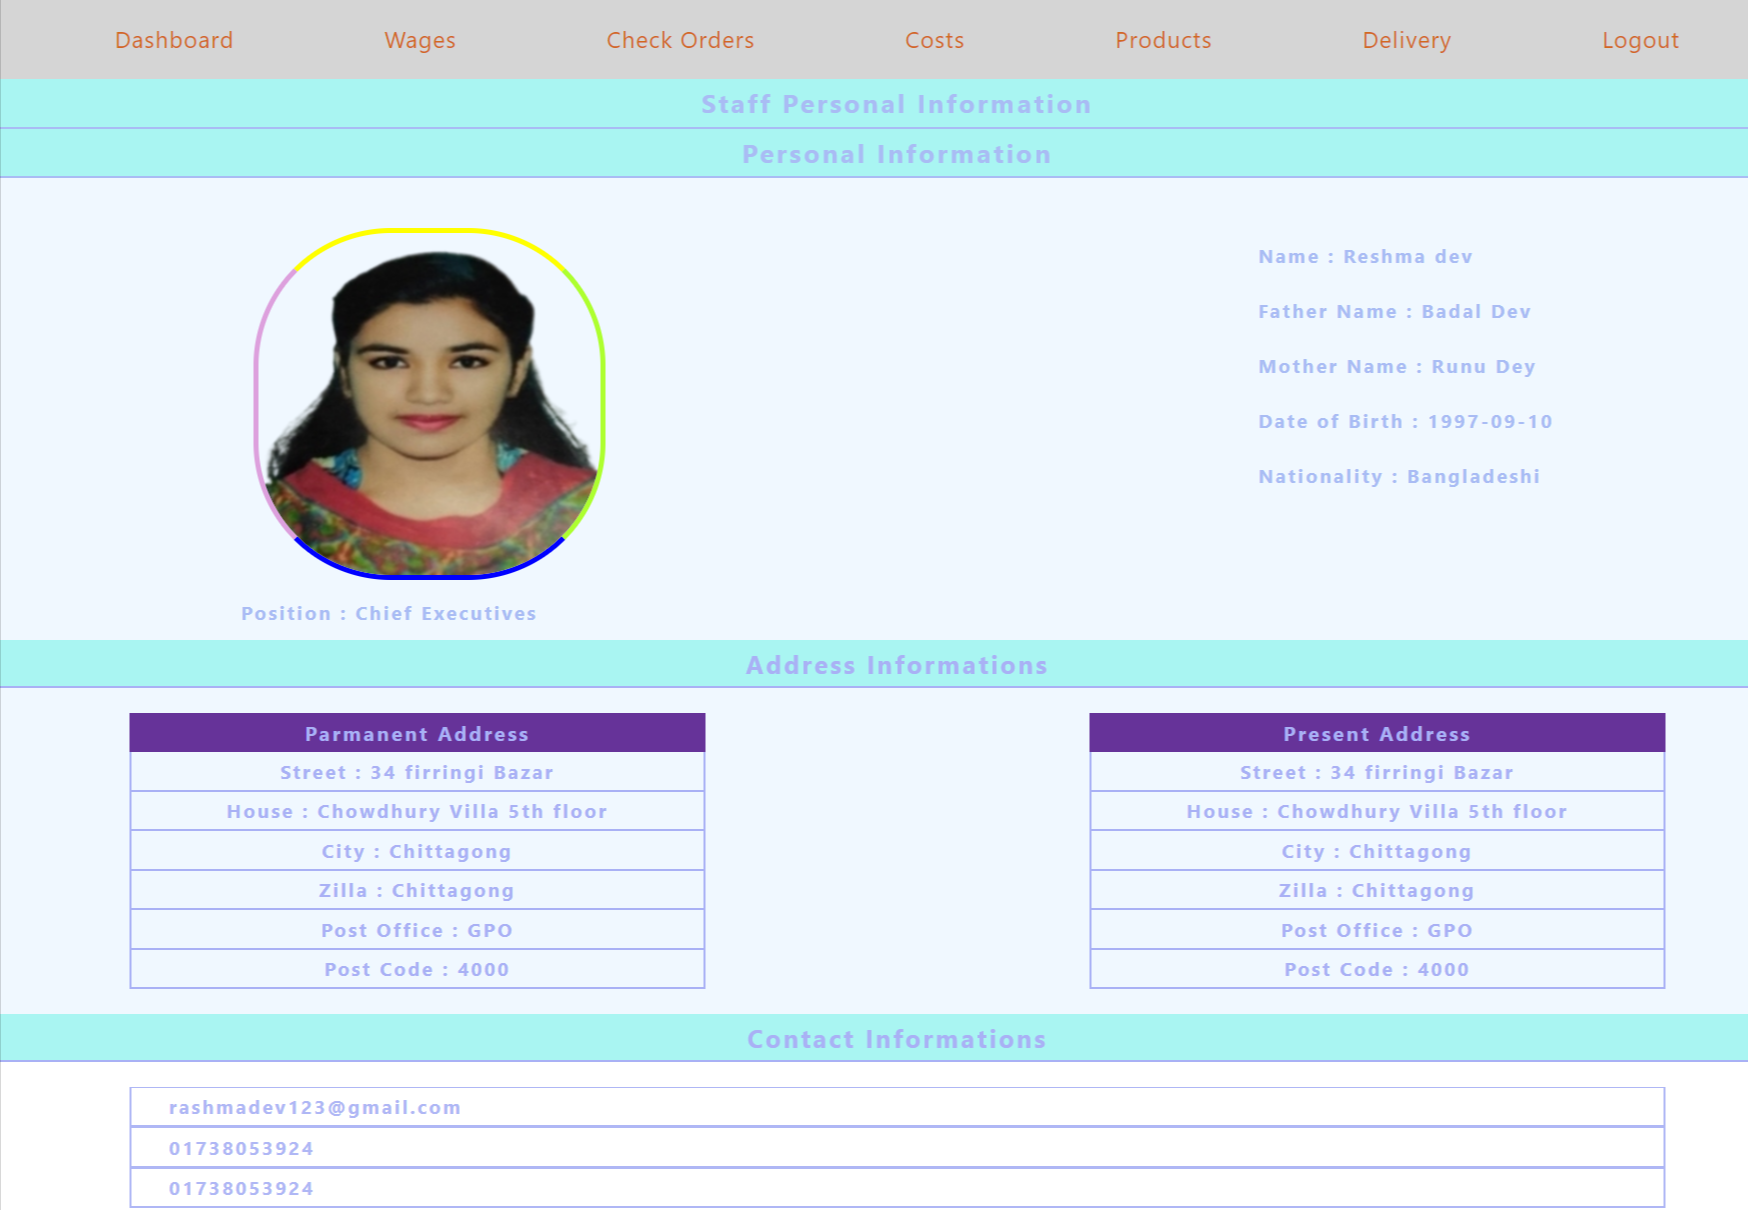 Dashboard Wages Check Orders Costs Products Delivery Logout
Staff Personal Information
Personal Information
Name : Reshma dev
Father Name : Badal Dev
Mother Name : Runu Dey
Date of Birth : 1997-09-10
Nationality : Bangladeshi
Position : Chief Executives
Address Informations
Parmanent Address
Street : 34 firringi Bazar
House : Chowdhury Villa 5th floor
City : Chittagong
Zilla : Chittagong
Post Office : GPO
Post Code : 4000
Present Address
Street : 34 firringi Bazar
House : Chowdhury Villa 5th floor
City : Chittagong
Zilla : Chittagong
Post Office : GPO
Post Code : 4000
Contact Informations
rashmadev123@gmail.com
01738053924
01738053924